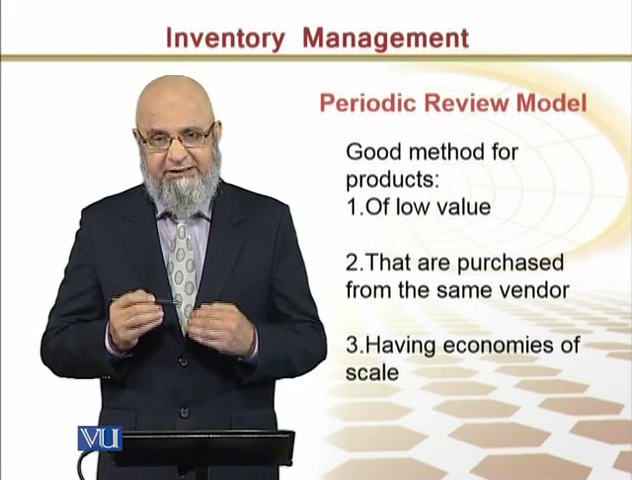 Inventory Management
Periodic Review Model
Good method for
products:
1.Of low value
2.That are purchased
from the same vendor
3.Having economies of
scale
VU